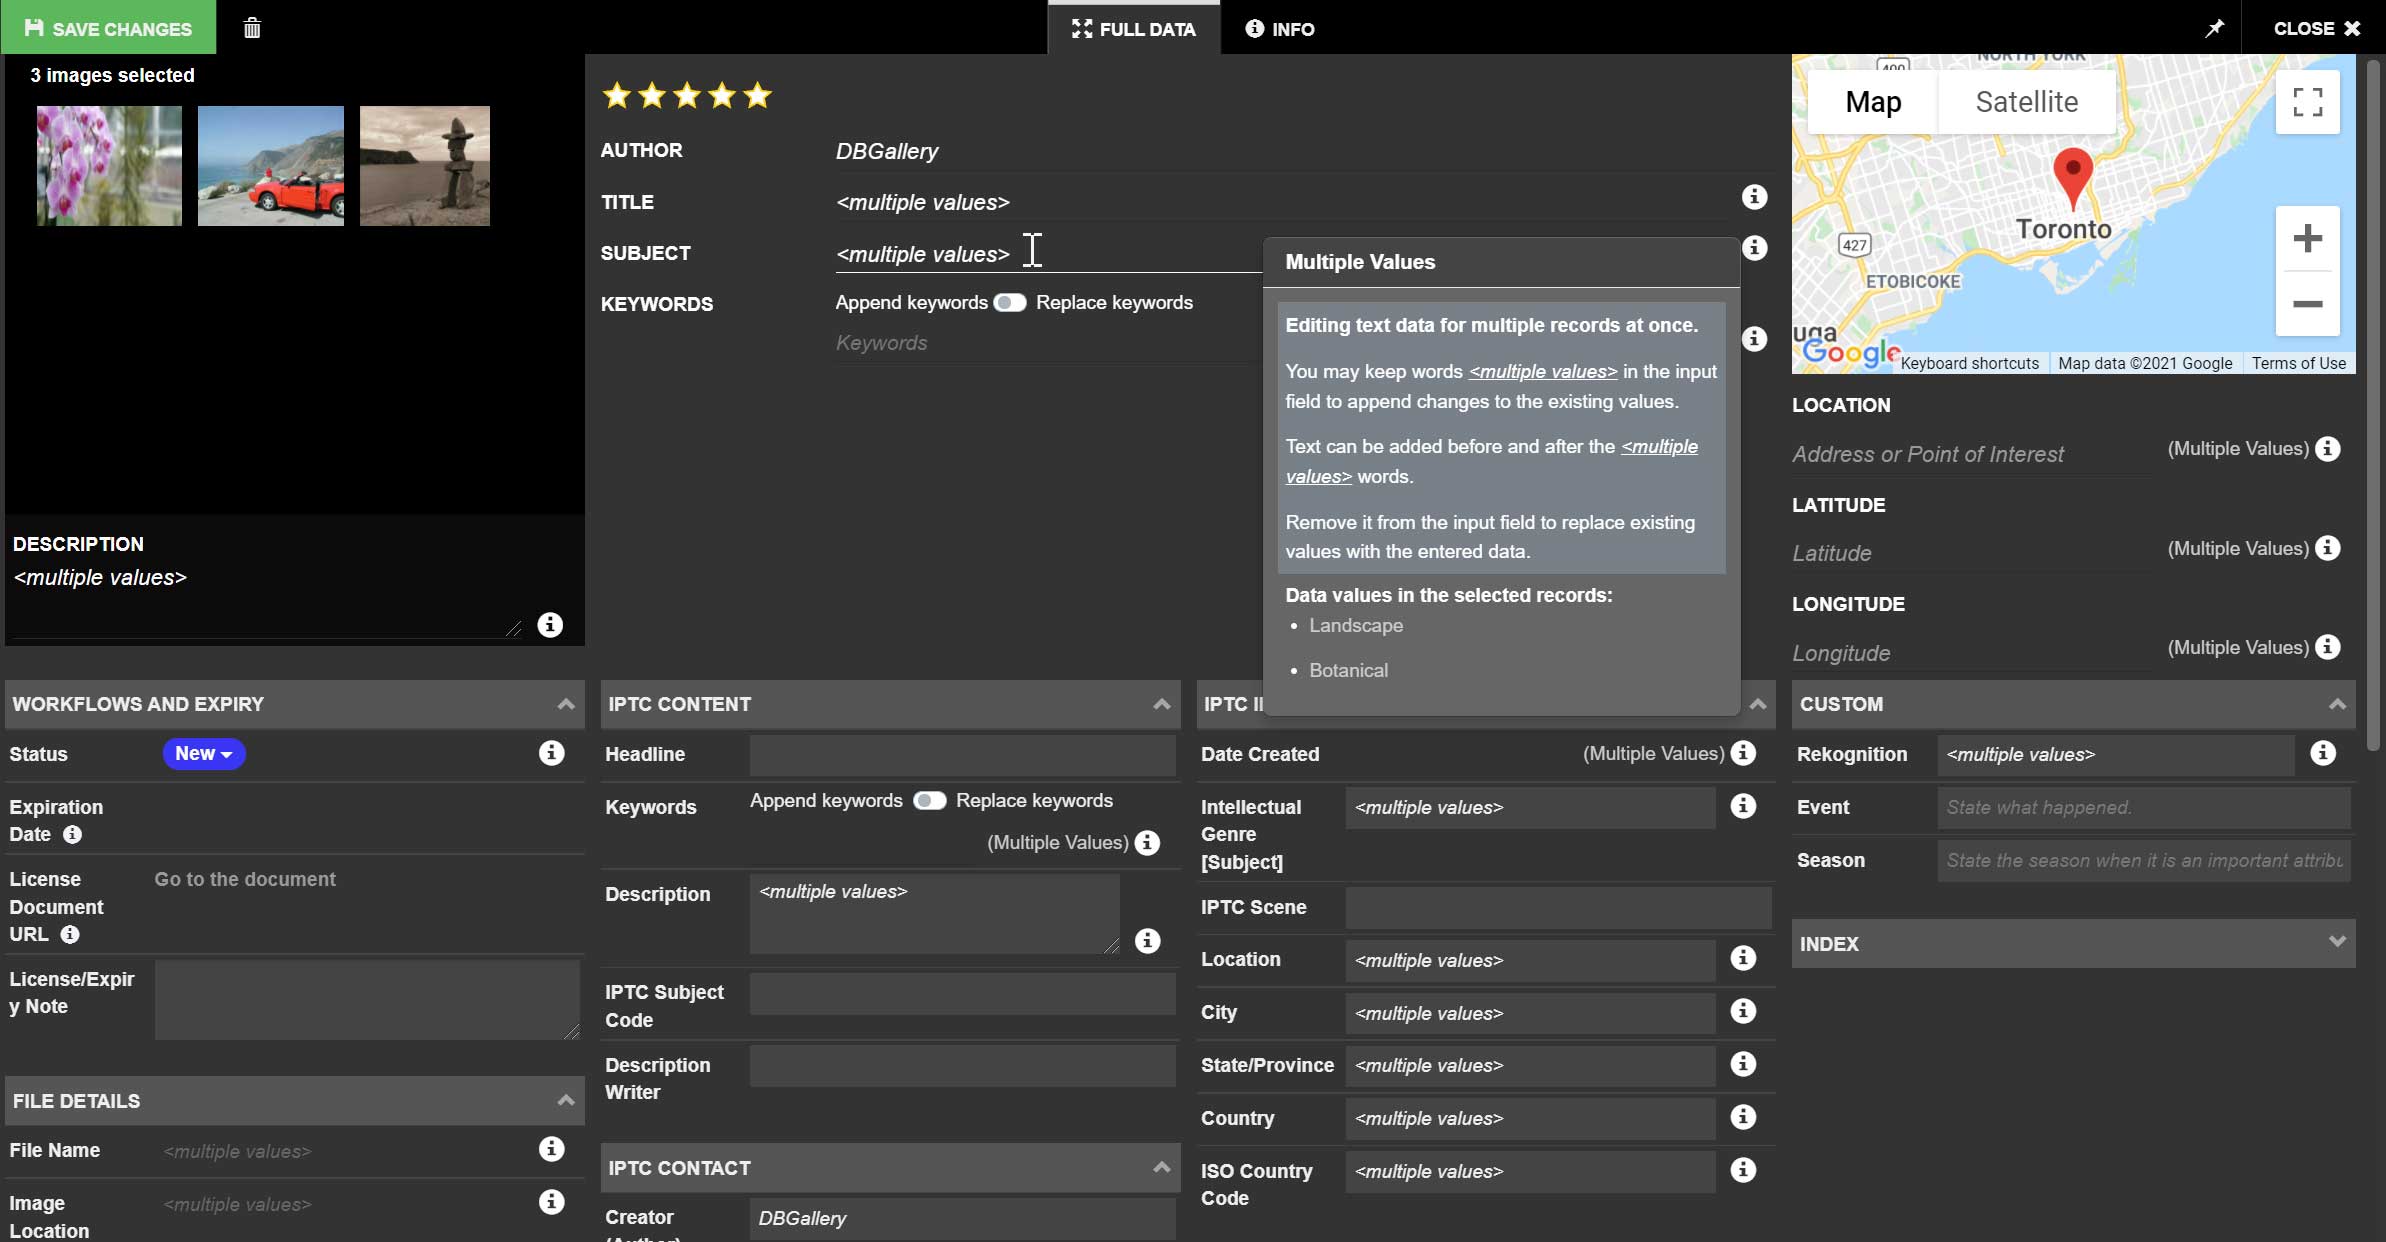 SAVE CHANGES
FULL DATA
INFO
CLOSE
3 images selected
AUTHOR
DBGallery
TITLE
<multiple values>
SUBJECT
<multiple values>
KEYWORDS
Append keywords
Replace keywords
Keywords
Multiple Values
Editing text data for multiple records at once.
You may keep words <multiple values> in the input
field to append changes to the existing values.
Text can be added before and after the <multiple
values> words.
Remove it from the input field to replace existing
values with the entered data.
Data values in the selected records:
• Landscape
• Botanical
NORTH YORK
400
Map
Satellite
Toronto
427
ETOBICOKE
uga
Google
Keyboard shortcuts
Map data ©2021 Google
Terms of Use
LOCATION
Address or Point of Interest
(Multiple Values)
LATITUDE
Latitude
(Multiple Values)
LONGITUDE
Longitude
(Multiple Values)
DESCRIPTION
<multiple values>
WORKFLOWS AND EXPIRY
Status
New
Expiration
Date
License
Document
URL
Go to the document
License/Expir
y Note
FILE DETAILS
File Name
<multiple values>
Image
Location
<multiple values>
IPTC CONTENT
Headline
Keywords
Append keywords
Replace keywords
(Multiple Values)
Description
<multiple values>
IPTC Subject
Code
Description
Writer
IPTC CONTACT
Creator
DBGallery
IPTC I
Date Created
(Multiple Values)
Intellectual
Genre
[Subject]
<multiple values>
IPTC Scene
Location
<multiple values>
City
<multiple values>
State/Province
<multiple values>
Country
<multiple values>
ISO Country
Code
<multiple values>
CUSTOM
Rekognition
<multiple values>
Event
State what happened.
Season
State the season when it is an important attribu
INDEX